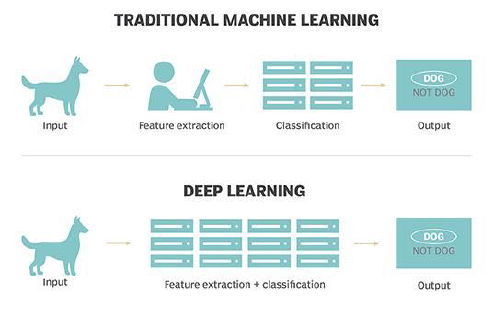 TRADITIONAL MACHINE LEARNING
DOG
NOT DOG
Input
Feature extraction
Classification
Output
DEEP LEARNING
DOG
NOT DOG
Input
Feature extraction + classification
Output